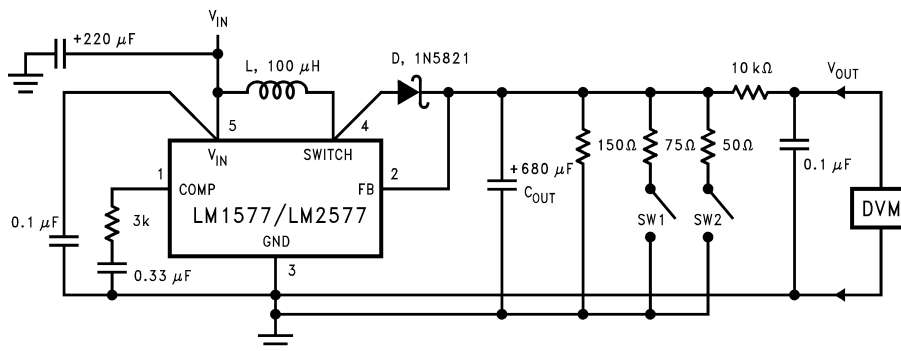 V_IN
+220 μF
L, 100 μH
D, 1N5821
10 kΩ
V_OUT
5
4
V_IN
SWITCH
150Ω
75Ω
50Ω
1
2
+680 μF
0.1 μF
COMP
FB
C_OUT
LM1577/LM2577
DVM
0.1 μF
3k
SW1
SW2
GND
3
0.33 μF